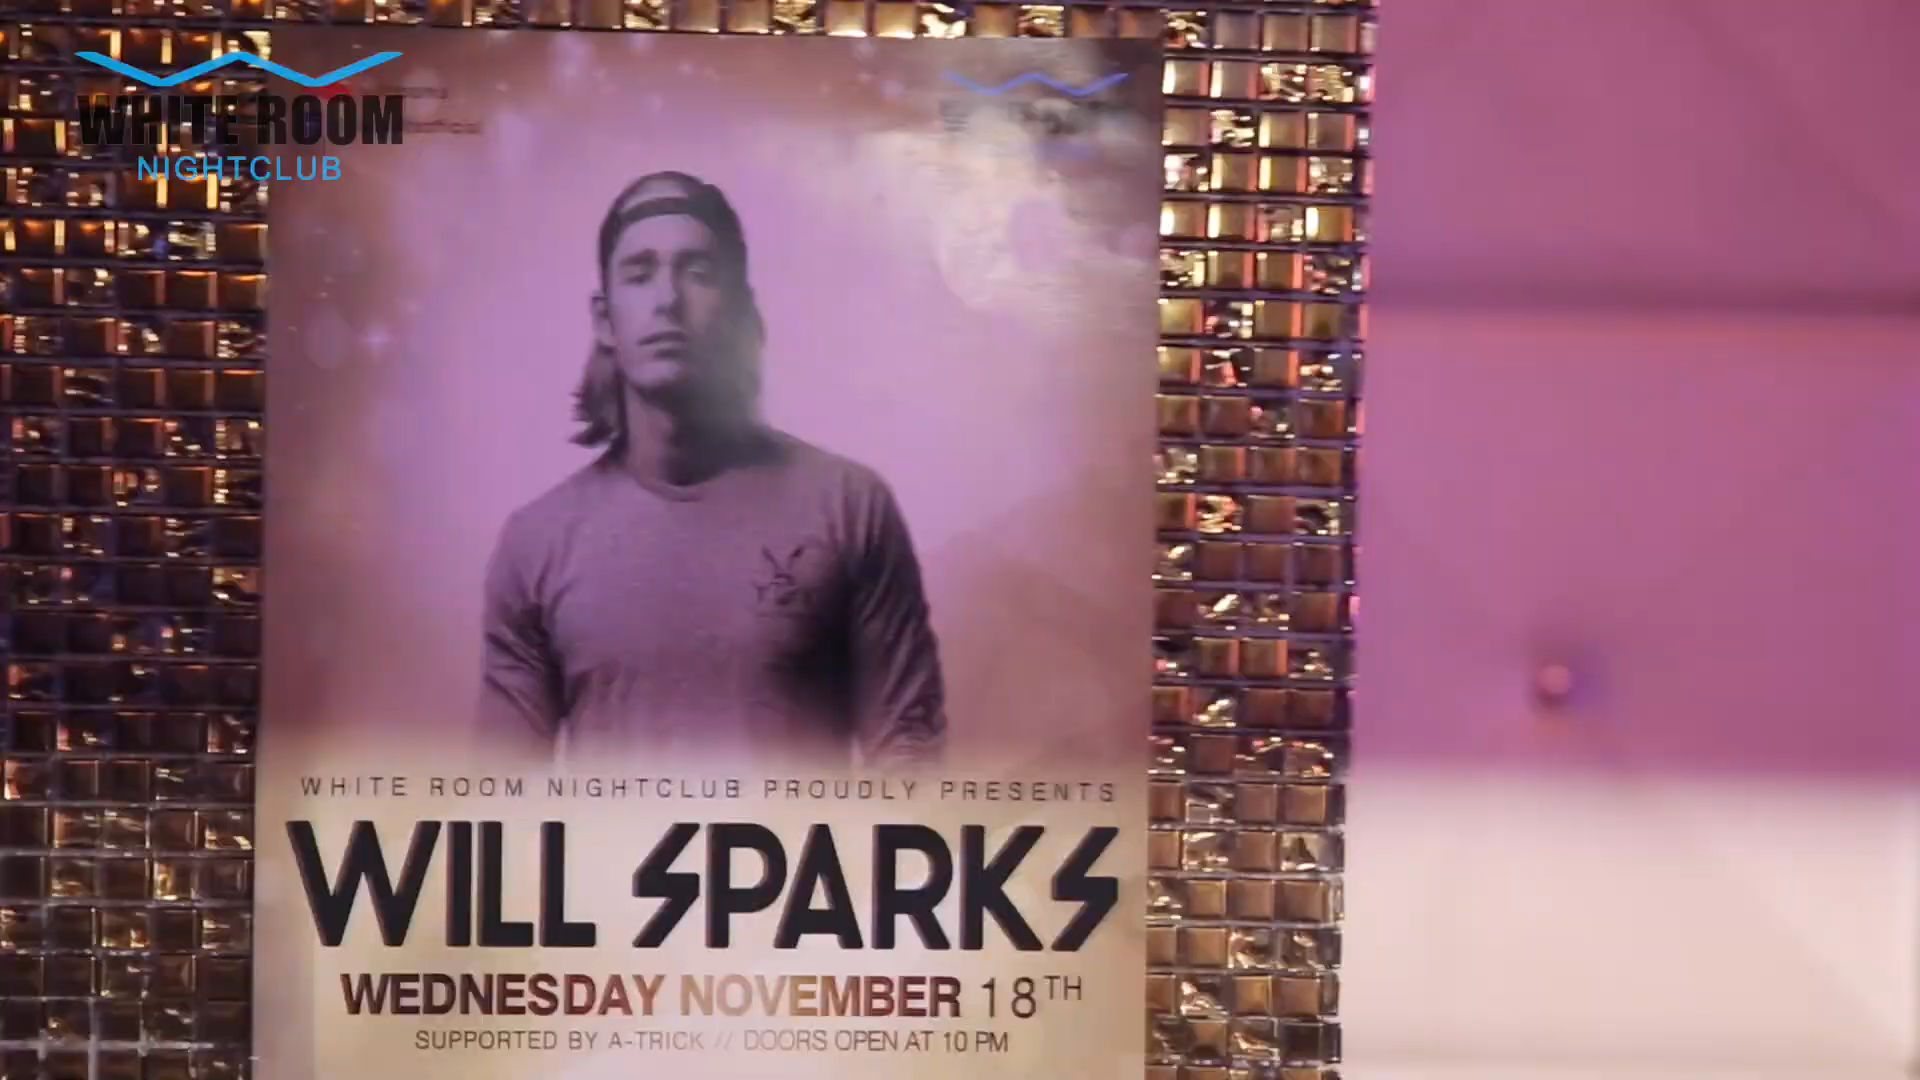 WHITE ROOM
NIGHTCLUB
WHITE ROOM NIGHTCLUB PROUDLY PRESENTS
WILL SPARKS
WEDNESDAY NOVEMBER 18TH
SUPPORTED BY A-TRICK // DOORS OPEN AT 10 PM